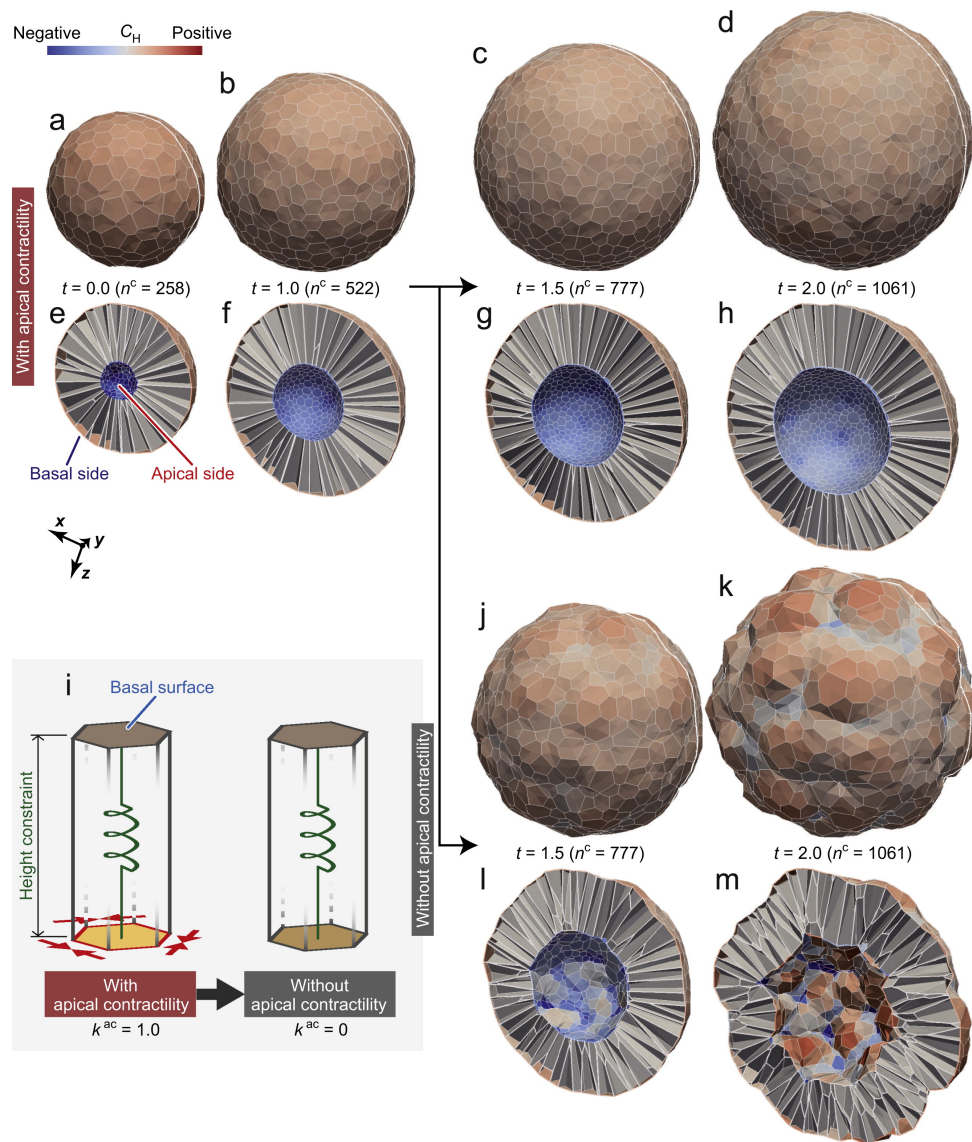 Negative C_H Positive
a
b
c
d
With apical contractility
t = 0.0 (n^c = 258)
t = 1.0 (n^c = 522)
t = 1.5 (n^c = 777)
t = 2.0 (n^c = 1061)
e
f
g
h
Basal side
Apical side
x
y
z
i
Basal surface
Height constraint
With
apical contractility
k^ac = 1.0
Without
apical contractility
k^ac = 0
Without apical contractility
j
k
t = 1.5 (n^c = 777)
t = 2.0 (n^c = 1061)
l
m